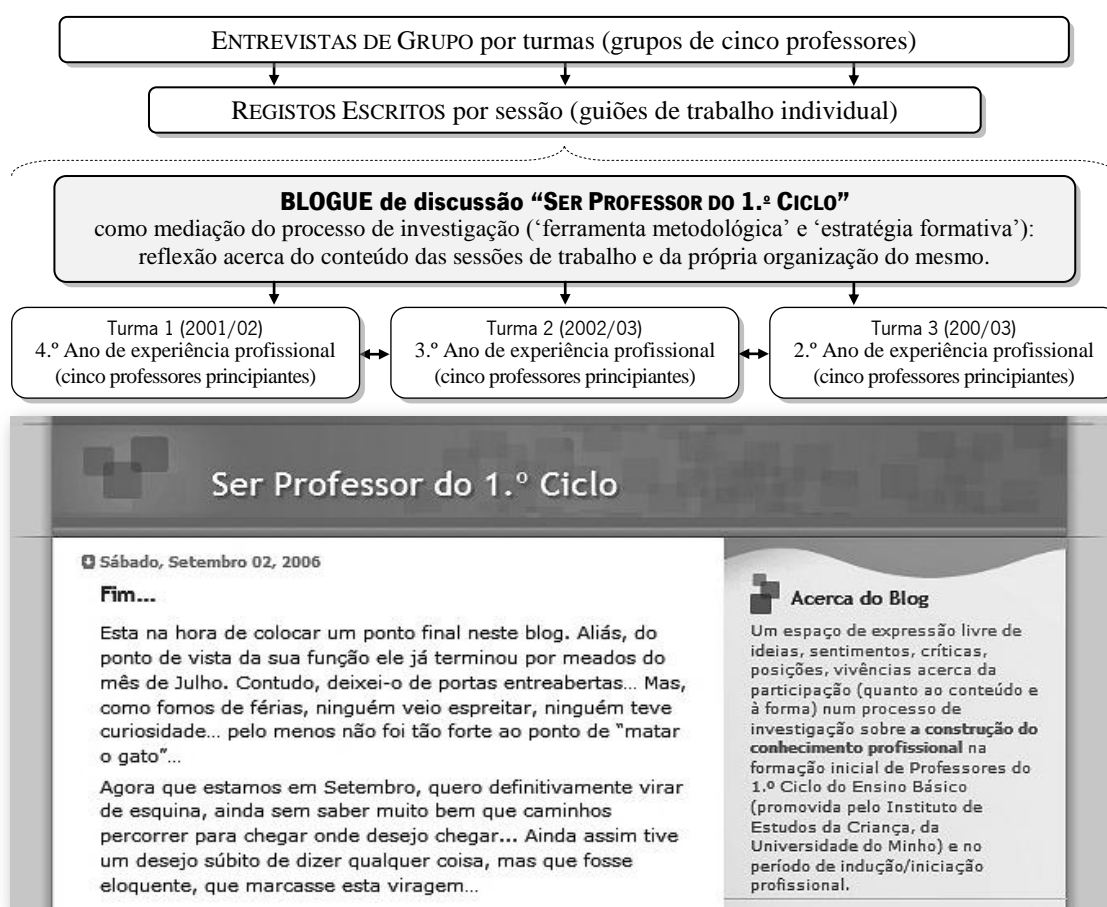 ENTREVISTAS DE GRUPO por turmas (grupos de cinco professores)
REGISTOS ESCRITOS por sessão (guiões de trabalho individual)
BLOGUE de discussão “SER PROFESSOR DO 1.º CICLO”
como mediação do processo de investigação (‘ferramenta metodológica’ e ‘estratégia formativa’):
reflexão acerca do conteúdo das sessões de trabalho e da própria organização do mesmo.
Turma 1 (2001/02)
4.º Ano de experiência profissional
(cinco professores principiantes)
Turma 2 (2002/03)
3.º Ano de experiência profissional
(cinco professores principiantes)
Turma 3 (200/03)
2.º Ano de experiência profissional
(cinco professores principiantes)
Ser Professor do 1.º Ciclo
Sábado, Setembro 02, 2006
Fim...
Esta na hora de colocar um ponto final neste blog. Aliás, do
ponto de vista da sua função ele já terminou por meados do
mês de Julho. Contudo, deixei-o de portas entreabertas... Mas,
como fomos de férias, ninguém veio espreitar, ninguém teve
curiosidade... pelo menos não foi tão forte ao ponto de “matar
o gato”...
Agora que estamos em Setembro, quero definitivamente virar
de esquina, ainda sem saber muito bem que caminhos
percorrer para chegar onde desejo chegar... Ainda assim tive
um desejo súbito de dizer qualquer coisa, mas que fosse
eloquente, que marcasse esta viragem...
Acerca do Blog
Um espaço de expressão livre de
ideias, sentimentos, críticas,
posições, vivências acerca da
participação (quanto ao conteúdo e
à forma) num processo de
investigação sobre a construção do
conhecimento profissional na
formação inicial de Professores do
1.º Ciclo do Ensino Básico
(promovida pelo Instituto de
Estudos da Criança, da
Universidade do Minho) e no
período de indução/iniciação
profissional.